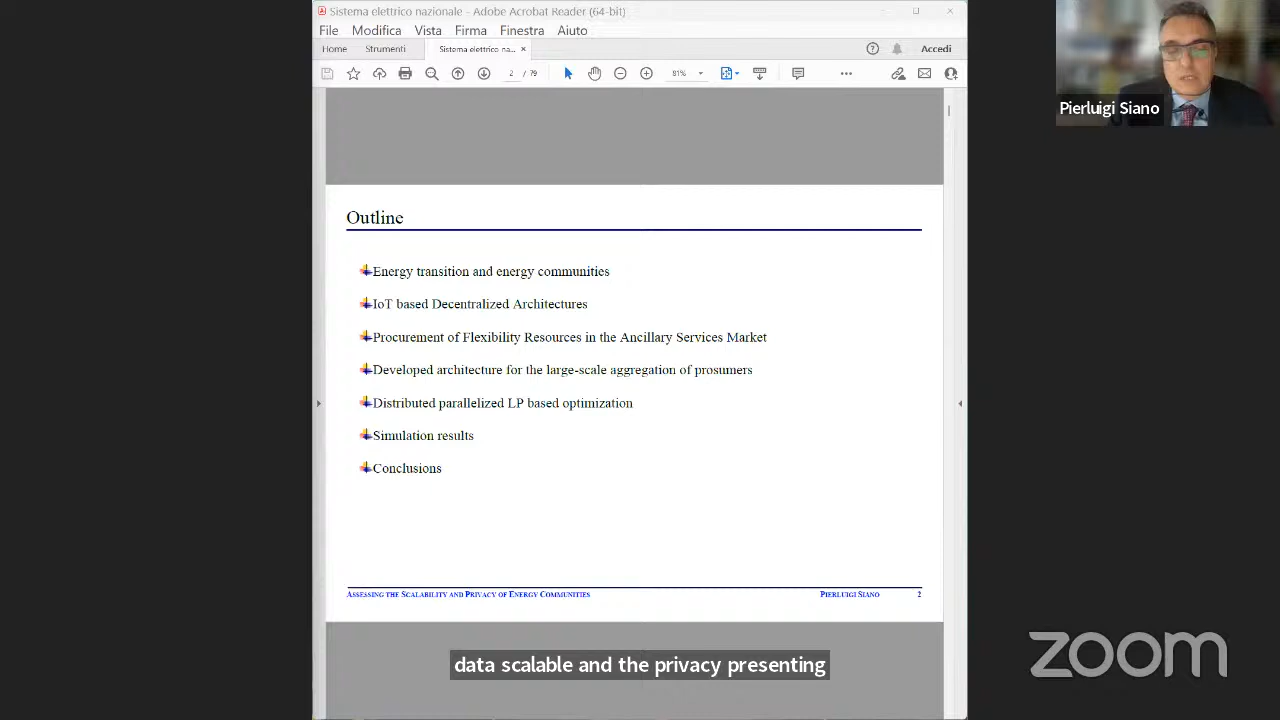 Sistema elettrico nazionale - Adobe Acrobat Reader (64-bit)
File Modifica Vista Firma Finestra Aiuto
Home Strumenti Sistema elettrico na... × Accedi
2 / 79 81%
Pierluigi Siano
Outline
Energy transition and energy communities
IoT based Decentralized Architectures
Procurement of Flexibility Resources in the Ancillary Services Market
Developed architecture for the large-scale aggregation of prosumers
Distributed parallelized LP based optimization
Simulation results
Conclusions
ASSESSING THE SCALABILITY AND PRIVACY OF ENERGY COMMUNITIES PIERLUIGI SIANO 2
data scalable and the privacy presenting
zoom